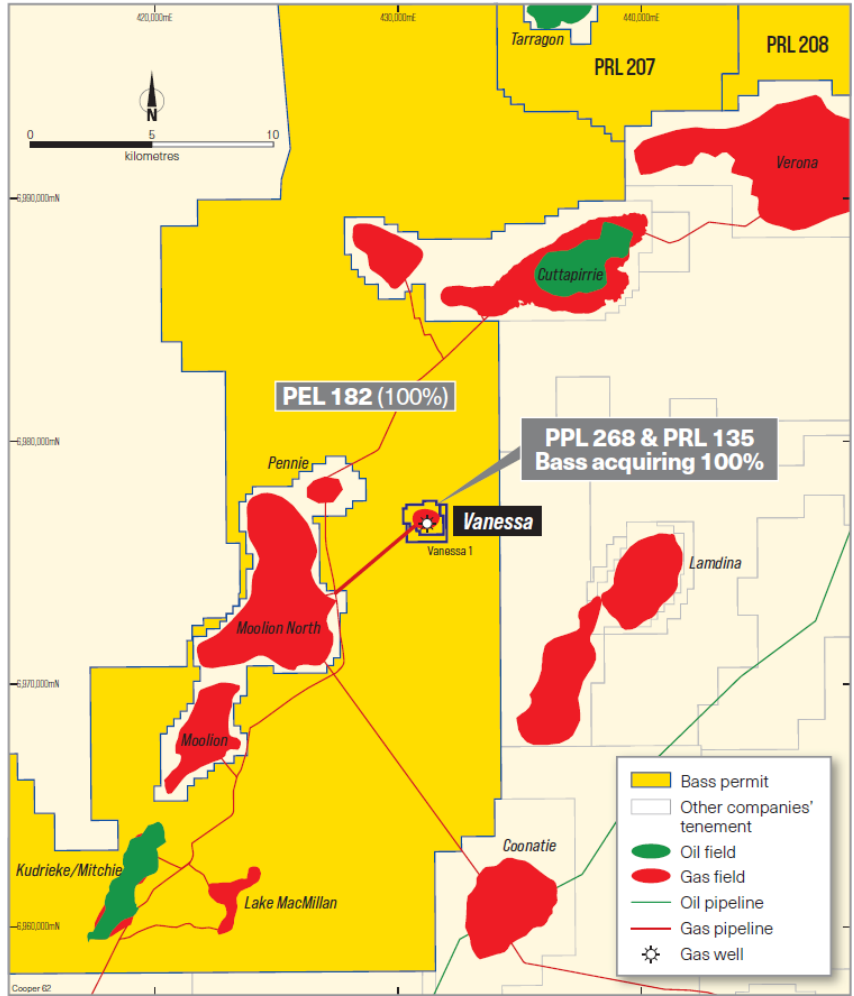 420,000mE
430,000mE
440,000mE
Tarragon
PRL 207
PRL 208
N
0
5
10
kilometres
Verona
6,990,000mN
Cuttapirrie
PEL 182 (100%)
PPL 268 & PRL 135
Bass acquiring 100%
6,980,000mN
Pennie
Vanessa
Vanessa 1
Lamdina
Moolion North
6,970,000mN
Moolion
Bass permit
Other companies'
tenement
Oil field
Gas field
Oil pipeline
Gas pipeline
Gas well
Coonatie
Kudrieke/Mitchie
Lake MacMillan
6,960,000mN
Cooper 62